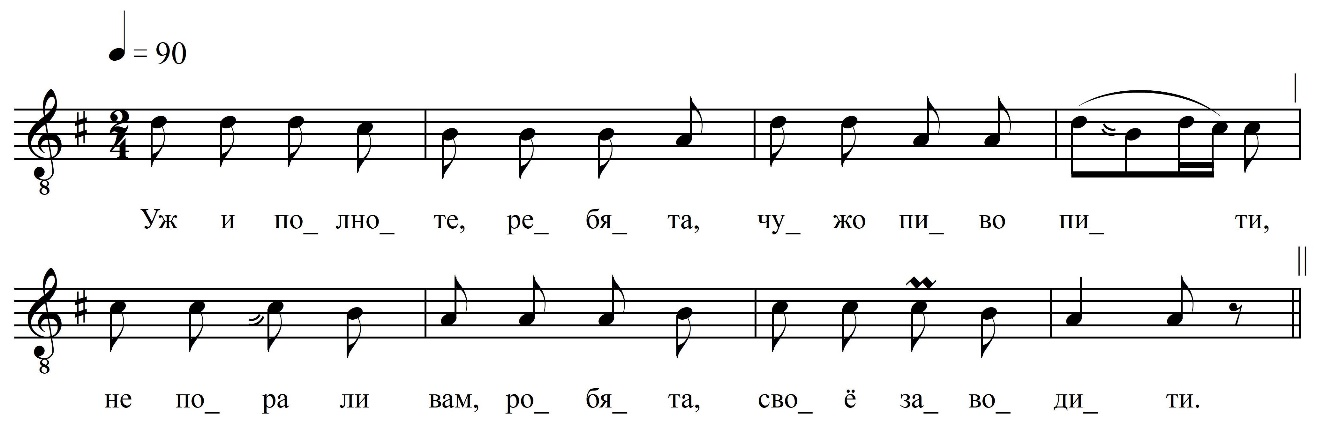 = 90
2
4
8
Уж и по_ лно_ те, ре_ бя_ та, чу_ жо пи_ во пи_ ти,
8
не по_ ра ли вам, ро_ бя_ та, сво_ ё за_ во_ ди_ ти.